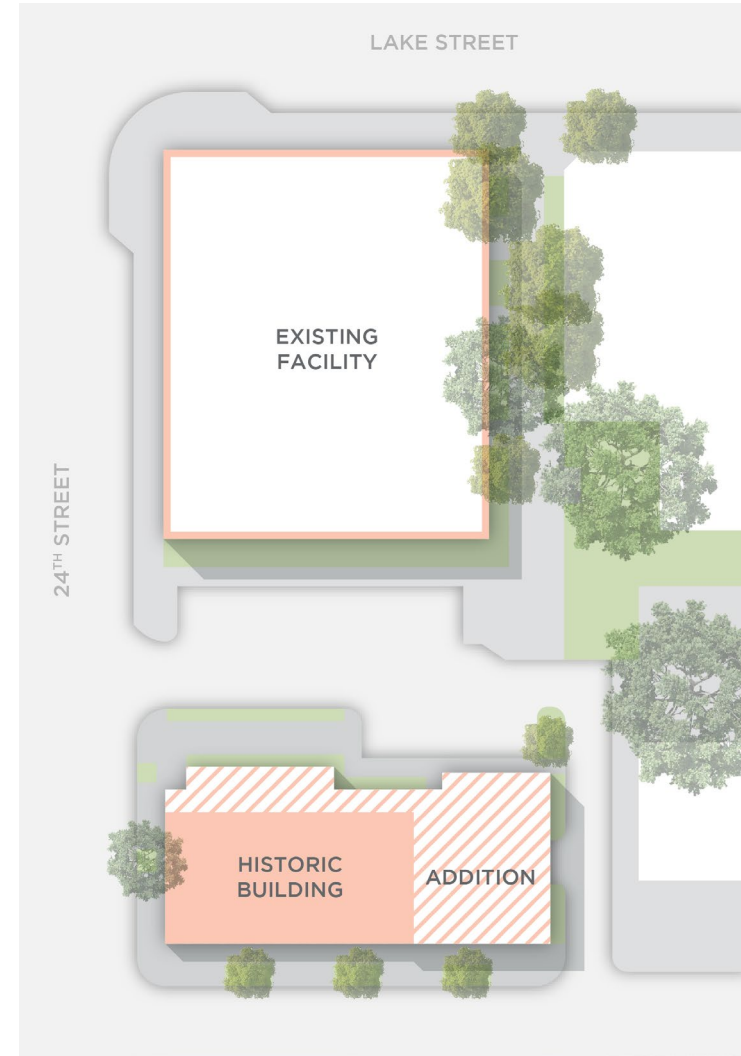 LAKE STREET
EXISTING
FACILITY
24TH STREET
HISTORIC
BUILDING
ADDITION